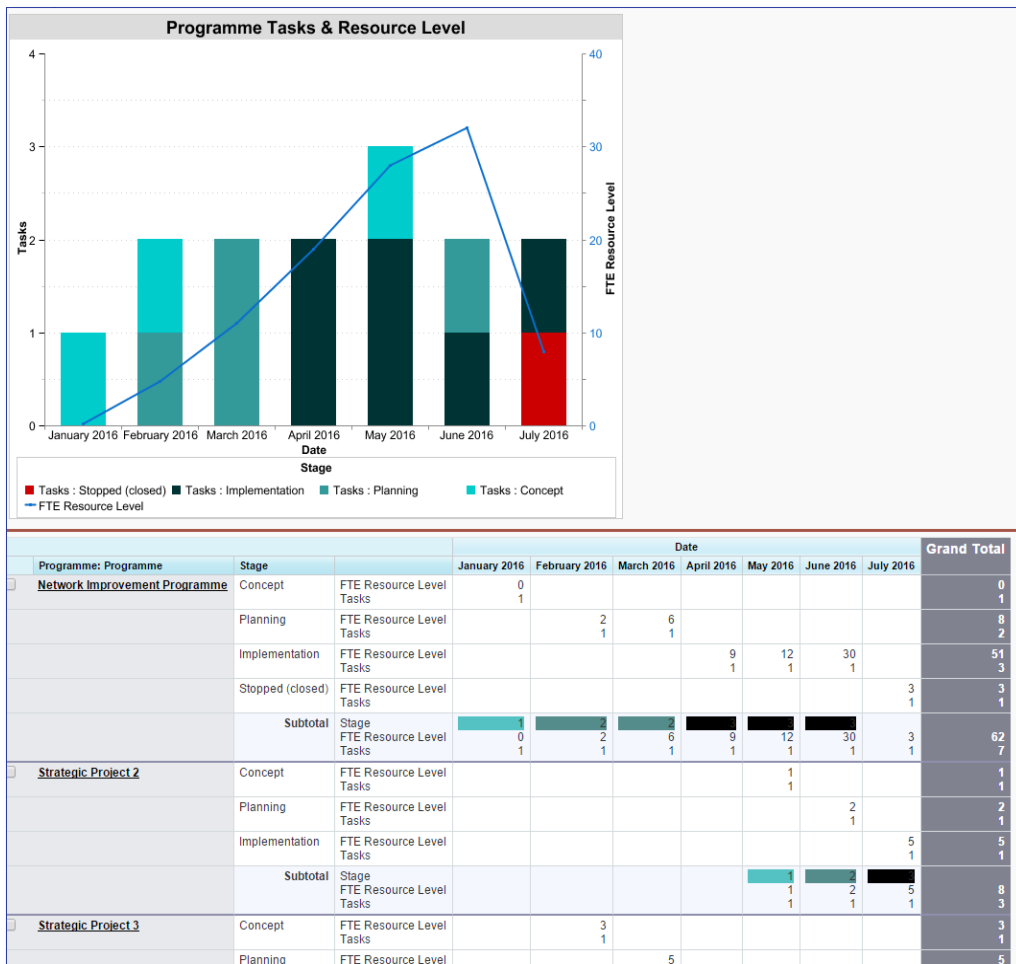 Programme Tasks & Resource Level
4 40
3 30
2 20
1 10
0 0
Tasks
FTE Resource Level
January 2016 February 2016 March 2016 April 2016 May 2016 June 2016 July 2016
Date
Stage
Tasks : Stopped (closed) Tasks : Implementation Tasks : Planning Tasks : Concept
FTE Resource Level
Date Grand Total
Programme: Programme Stage January 2016 February 2016 March 2016 April 2016 May 2016 June 2016 July 2016
Network Improvement Programme Concept FTE Resource Level 0 0
Tasks 1 1
Planning FTE Resource Level 2 6 8
Tasks 1 1 2
Implementation FTE Resource Level 9 12 30 51
Tasks 1 1 1 3
Stopped (closed) FTE Resource Level 3 3
Tasks 1 1
Subtotal Stage 1 2 2
FTE Resource Level 0 2 6 9 12 30 3 62
Tasks 1 1 1 1 1 1 1 7
Strategic Project 2 Concept FTE Resource Level 1 1
Tasks 1 1
Planning FTE Resource Level 2 2
Tasks 1 1
Implementation FTE Resource Level 5 5
Tasks 1 1
Subtotal Stage 1 2
FTE Resource Level 1 2 5 8
Tasks 1 1 1 3
Strategic Project 3 Concept FTE Resource Level 3 3
Tasks 1 1
Planning FTE Resource Level 5 5